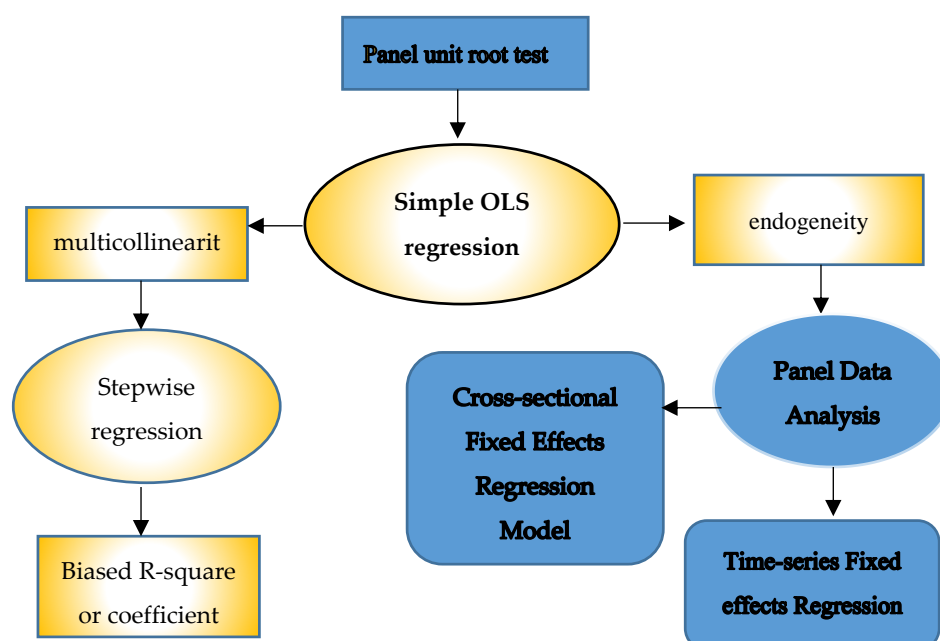 Panel unit root test
Simple OLS
regression
multicollinearit
endogeneity
Stepwise
regression
Cross-sectional
Fixed Effects
Regression
Model
Panel Data
Analysis
Biased R-square
or coefficient
Time-series Fixed
effects Regression